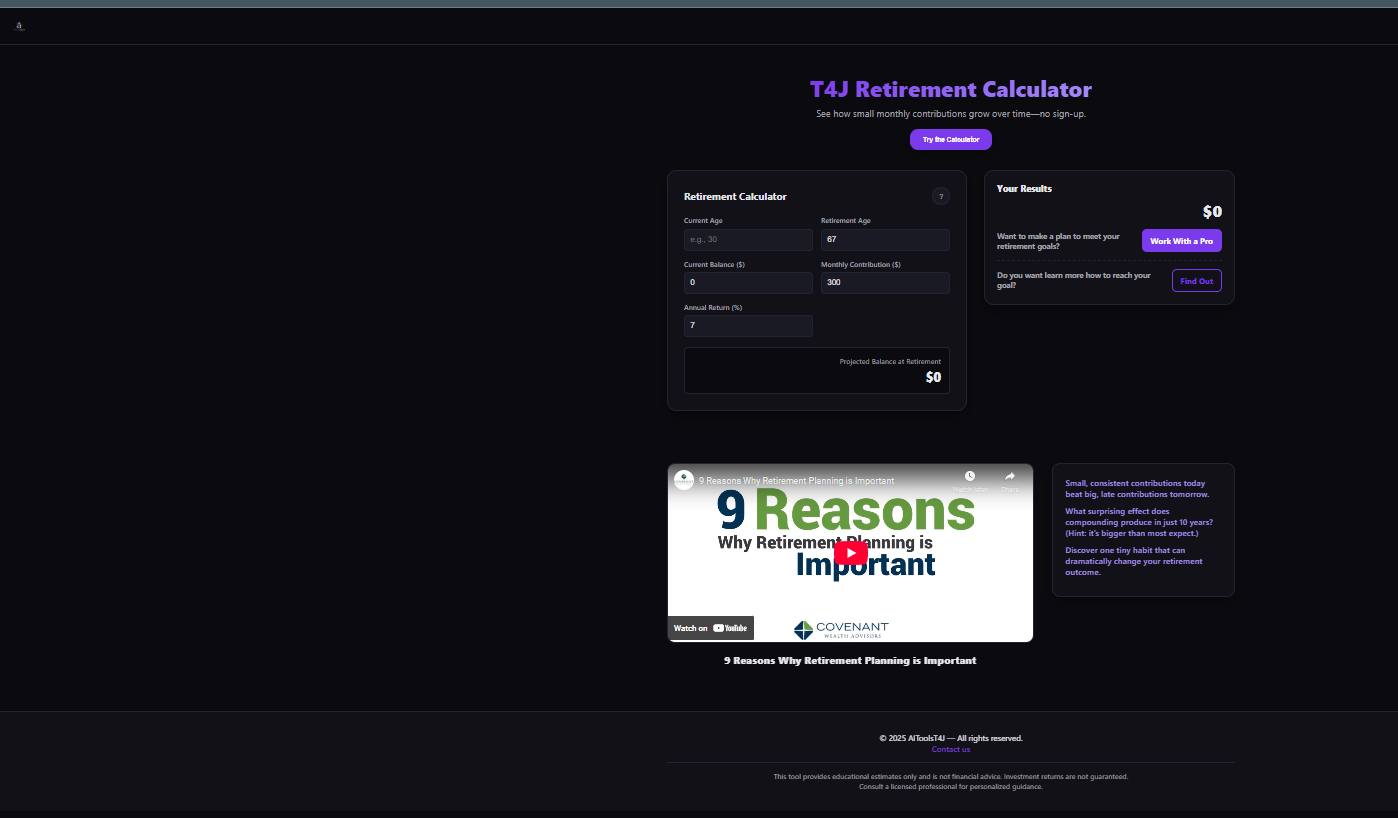 T4J Retirement Calculator
See how small monthly contributions grow over time—no sign-up.
Try the Calculator
Retirement Calculator
?
Current Age
Retirement Age
e.g., 30
67
Current Balance ($)
Monthly Contribution ($)
0
300
Annual Return (%)
7
Projected Balance at Retirement
$0
Your Results
$0
Want to make a plan to meet your
retirement goals?
Work With a Pro
Do you want learn more how to reach your
goal?
Find Out
9 Reasons Why Retirement Planning is Important
Watch later
Share
9 Reasons
Why Retirement Planning is
Important
Watch on YouTube
COVENANT
WEALTH ADVISORS
9 Reasons Why Retirement Planning is Important
Small, consistent contributions today
beat big, late contributions tomorrow.
What surprising effect does
compounding produce in just 10 years?
(Hint: it's bigger than most expect.)
Discover one tiny habit that can
dramatically change your retirement
outcome.
© 2025 AIToolsT4J — All rights reserved.
Contact us
This tool provides educational estimates only and is not financial advice. Investment returns are not guaranteed.
Consult a licensed professional for personalized guidance.